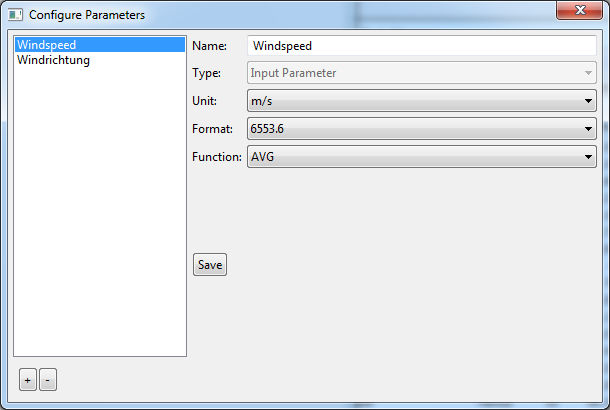 Configure Parameters
Windspeed
Windrichtung
Name: Windspeed
Type: Input Parameter
Unit: m/s
Format: 6553.6
Function: AVG
Save
+ -